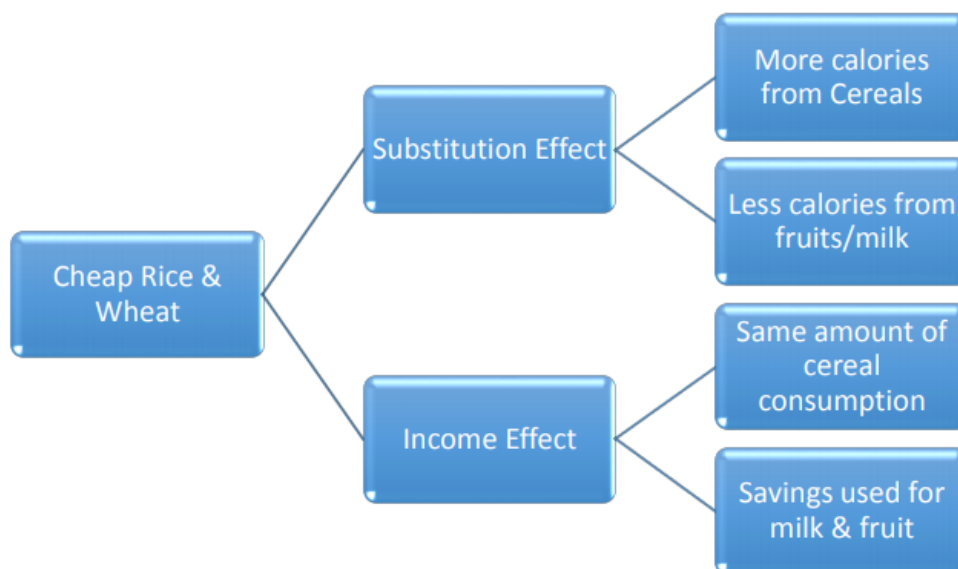 Cheap Rice &
Wheat
Substitution Effect
More calories
from Cereals
Less calories from
fruits/milk
Income Effect
Same amount of
cereal
consumption
Savings used for
milk & fruit